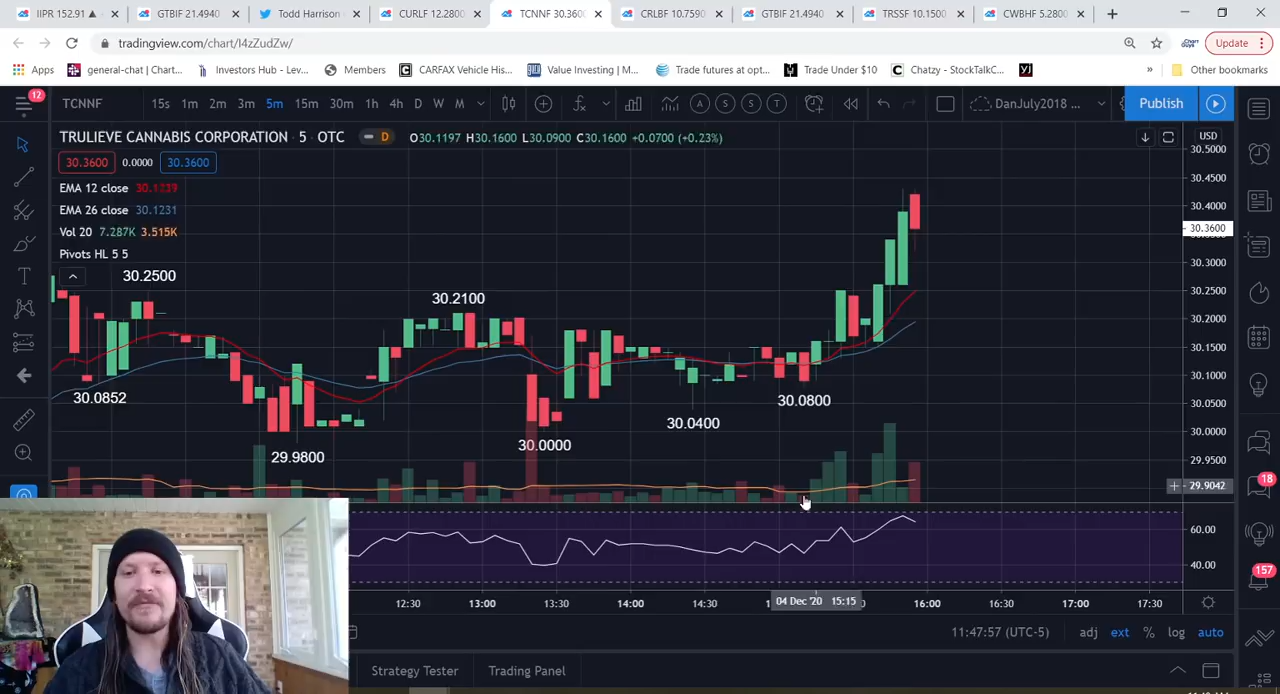 IIPR 152.91 ▲
GTBIF 21.4940
Todd Harrison
CURLF 12.2800
TCNNF 30.3600
CRLBF 10.7590
GTBIF 21.4940
TRSSF 10.1500
CWBHF 5.2800
tradingview.com/chart/I4zZudZw/
Update
Apps
general-chat | Chart...
Investors Hub - Lev...
Members
CARFAX Vehicle His...
Value Investing | M...
Trade futures at opt...
Trade Under $10
Chatzy - StockTalkC...
»
Other bookmarks
12
TCNNF
15s 1m 2m 3m 5m 15m 30m 1h 4h D W M
A S S T
DanJuly2018 ...
Publish
TRULIEVE CANNABIS CORPORATION · 5 · OTC
D
O30.1197 H30.1600 L30.0900 C30.1600 +0.0700 (+0.23%)
USD
30.3600 0.0000 30.3600
EMA 12 close
EMA 26 close 30.1231
Vol 20 7.287K 3.515K
Pivots HL 5 5
30.2500
30.2100
30.0852
30.0800
30.0400
30.0000
29.9800
30.5000
30.4500
30.4000
30.3600
30.3000
30.2500
30.2000
30.1500
30.1000
30.0500
30.0000
29.9500
29.9042
60.00
40.00
18
157
12:30 13:00 13:30 14:00 14:30 04 Dec '20 15:15 16:00 16:30 17:00 17:30
11:47:57 (UTC-5) adj ext % log auto
Strategy Tester Trading Panel